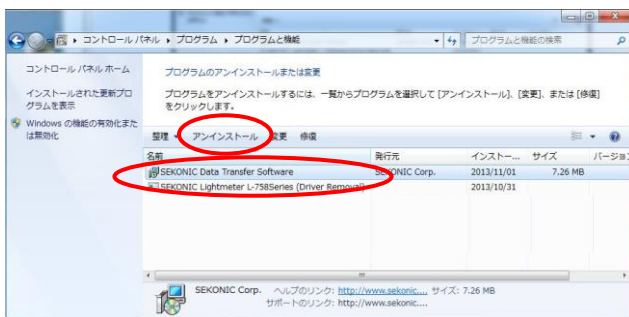 コントロール パネル ▸ プログラム ▸ プログラムと機能
プログラムと機能の検索
コントロール パネル ホーム
インストールされた更新プログラムを表示
Windows の機能の有効化または無効化
プログラムのアンインストールまたは変更
プログラムをアンインストールするには、一覧からプログラムを選択して [アンインストール]、[変更]、または [修復]
をクリックします。
整理 アンインストール 変更 修復
名前 発行元 インストー... サイズ バージョン
SEKONIC Data Transfer Software SEKONIC Corp. 2013/11/01 7.26 MB
SEKONIC Lightmeter L-758Series (Driver Removal) 2013/10/31
SEKONIC Corp. ヘルプのリンク: http://www.sekonic.... サイズ: 7.26 MB
サポートのリンク: http://www.sekonic....